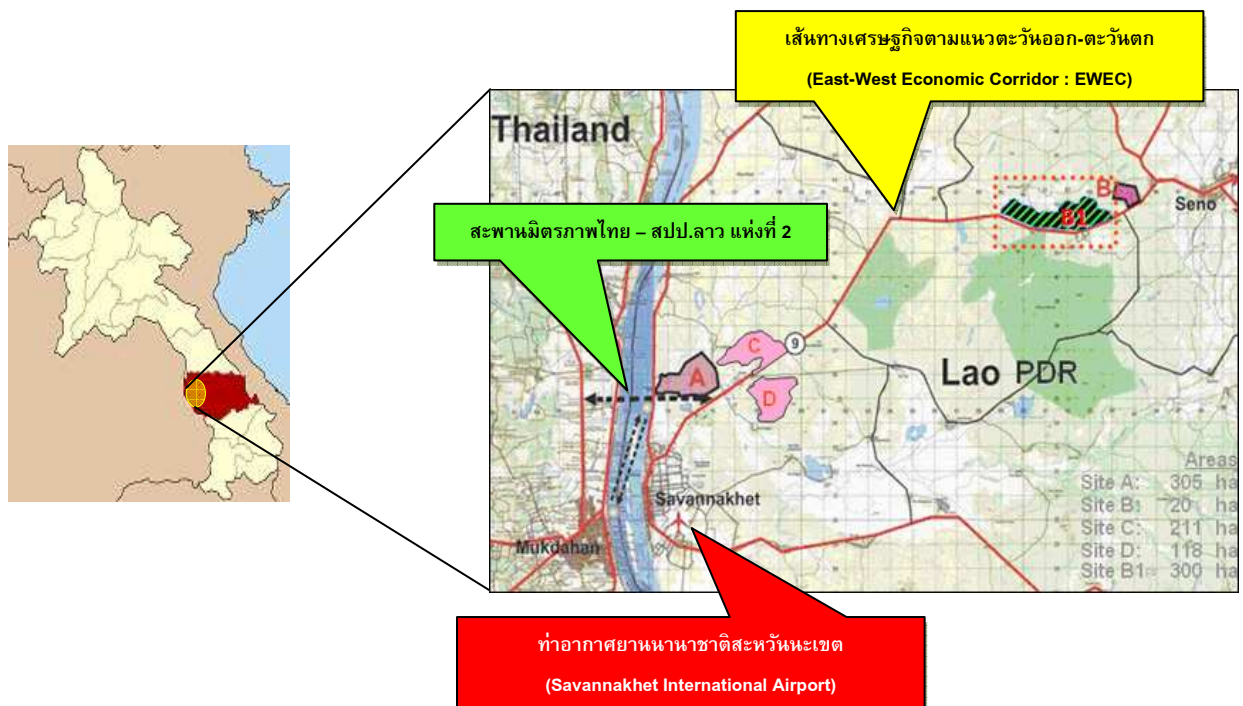 เส้นทางเศรษฐกิจตามแนวตะวันออก-ตะวันตก
(East-West Economic Corridor : EWEC)
Thailand
สะพานมิตรภาพไทย – สปป.ลาว แห่งที่ 2
B
B1
Seno
C
9
A
D
Lao PDR
Savannakhet
Mukdahan
Areas
Site A: 305 ha
Site B: 20 ha
Site C: 211 ha
Site D: 118 ha
Site B1= 300 ha
ท่าอากาศยานนานาชาติสะหวันนะเขต
(Savannakhet International Airport)